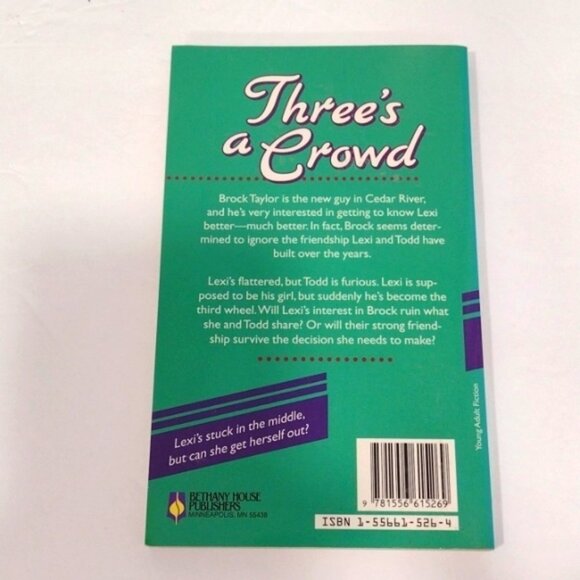 Three's
a Crowd
Brock Taylor is the new guy in Cedar River,
and he's very interested in getting to know Lexi
better—much better. In fact, Brock seems deter-
mined to ignore the friendship Lexi and Todd have
built over the years.
Lexi's flattered, but Todd is furious. Lexi is sup-
posed to be his girl, but suddenly he's become the
third wheel. Will Lexi's interest in Brock ruin what
she and Todd share? Or will their strong friend-
ship survive the decision she needs to make?
Lexi's stuck in the middle,
but can she get herself out?
Young Adult Fiction
BETHANY HOUSE
PUBLISHERS
MINNEAPOLIS, MN 55438
9 781556 615269
ISBN 1-55661-526-4